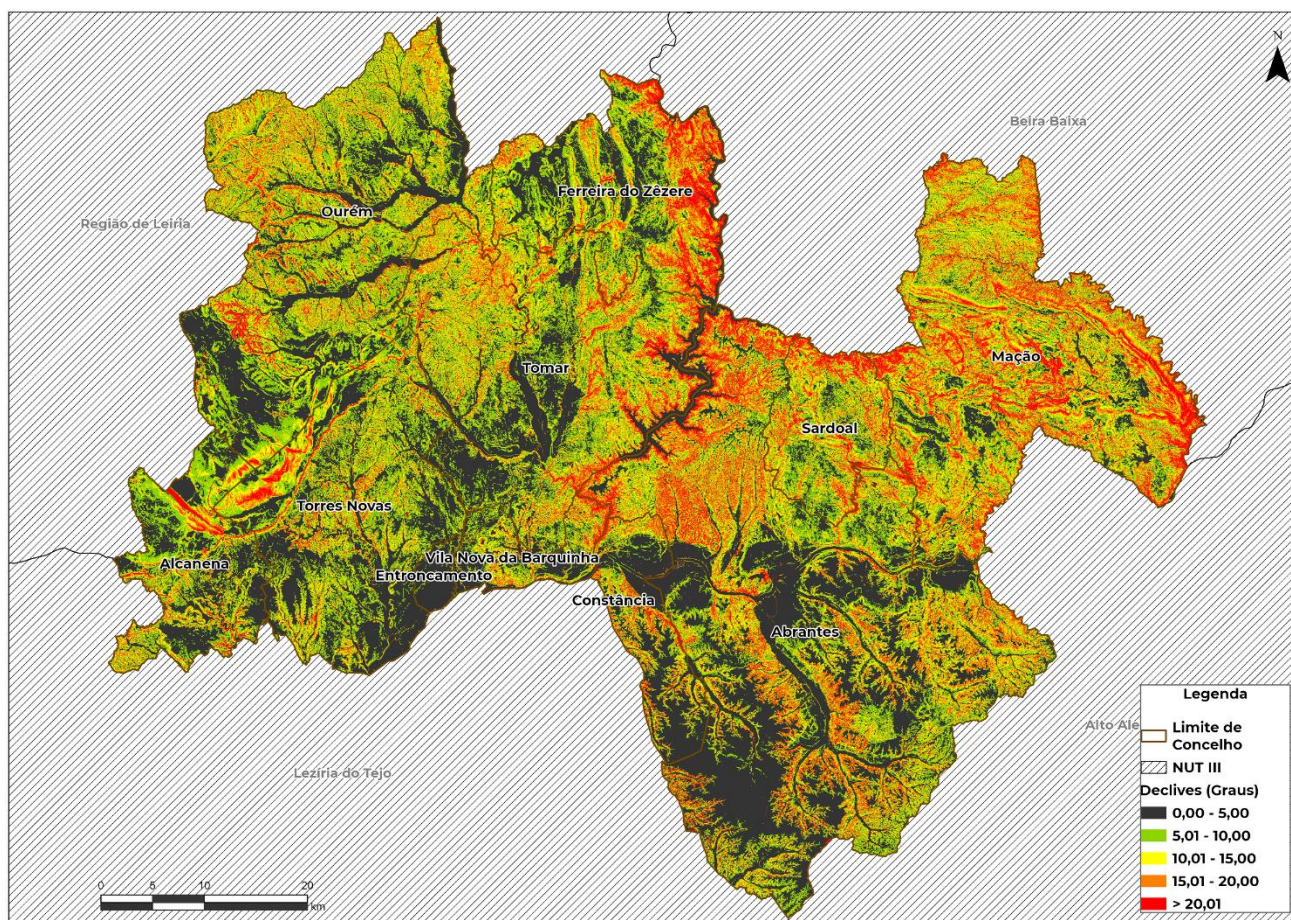 N
Beira Baixa
Ferreira do Zêzere
Ourém
Região de Leiria
Mação
Tomar
Sardoal
Torres Novas
Vila Nova da Barquinha
Alcanena
Entroncamento
Constância
Abrantes
Alto Ale
Lezíria do Tejo
Legenda
Limite de
Concelho
NUT III
Declives (Graus)
0,00 - 5,00
5,01 - 10,00
10,01 - 15,00
15,01 - 20,00
> 20,01
0 5 10 20
km